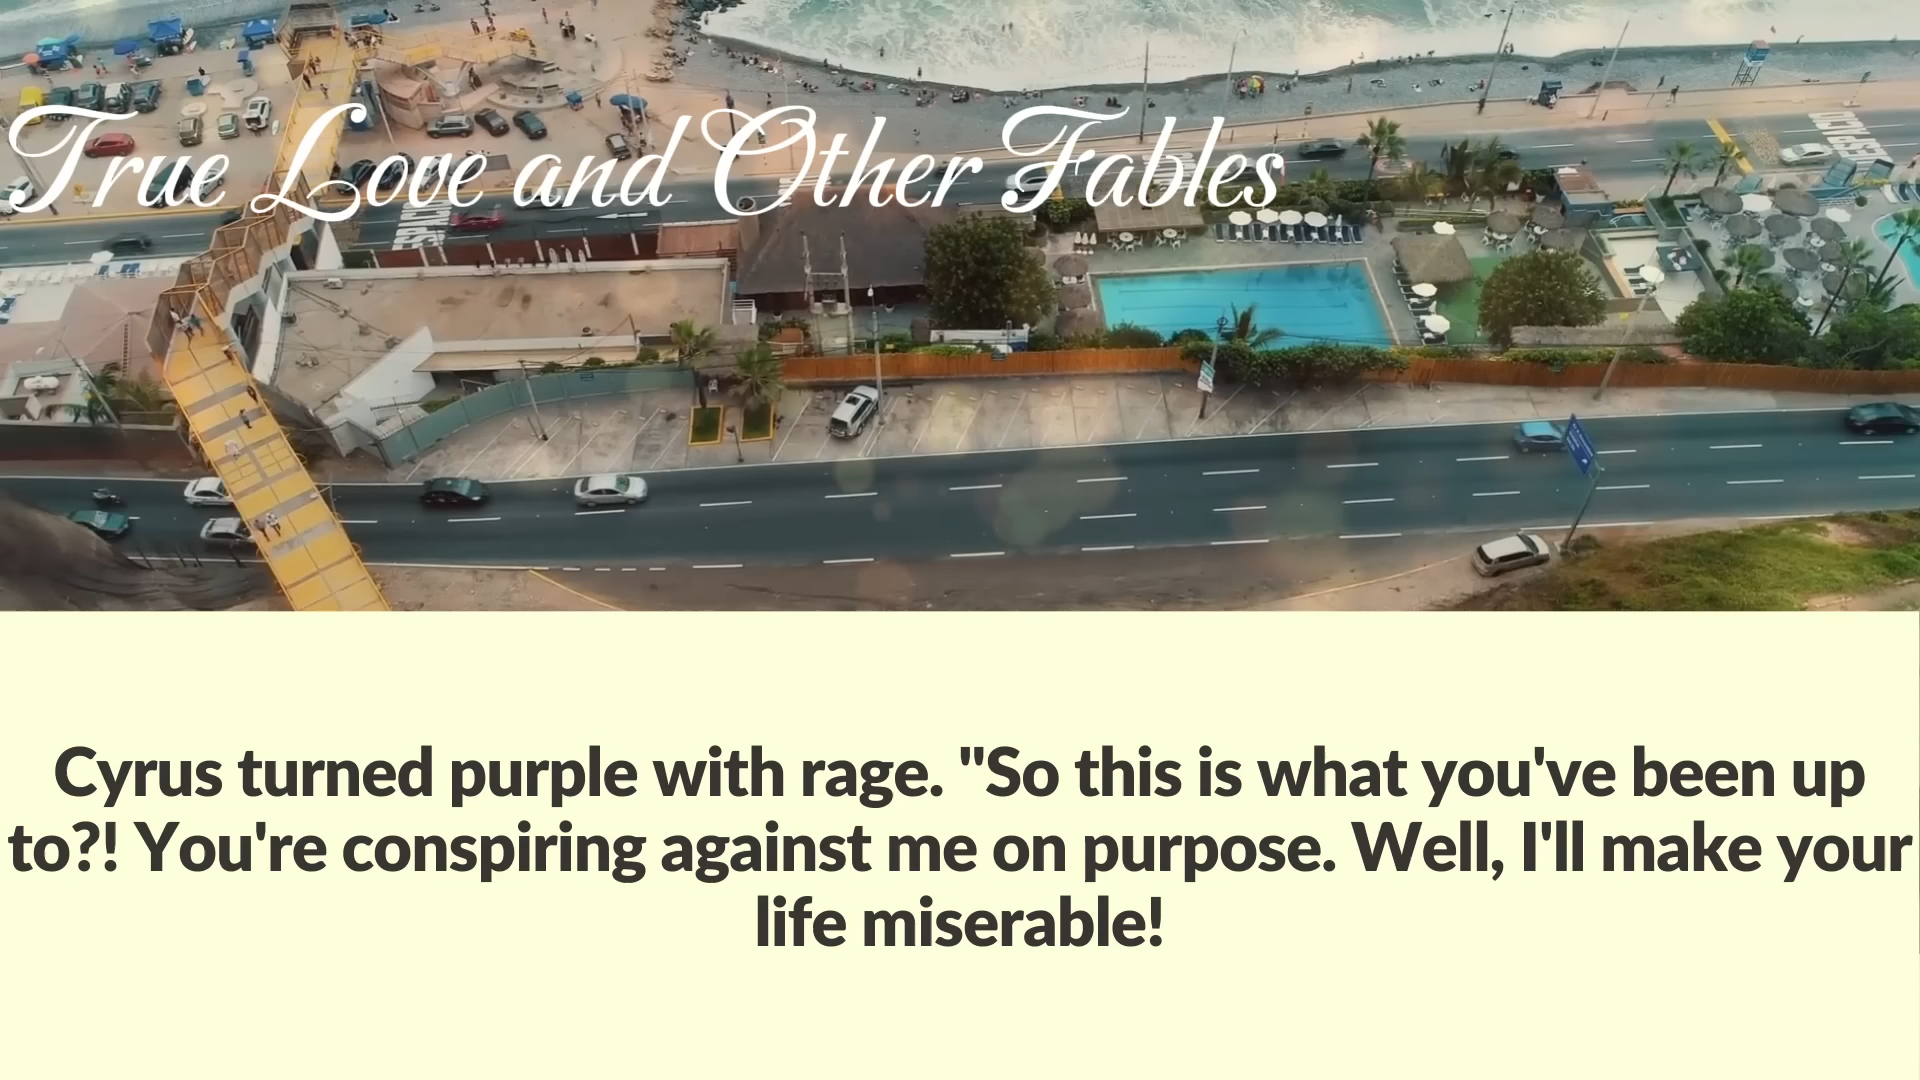 True Love and Other Fables
Cyrus turned purple with rage. "So this is what you've been up
to?! You're conspiring against me on purpose. Well, I'll make your
life miserable!